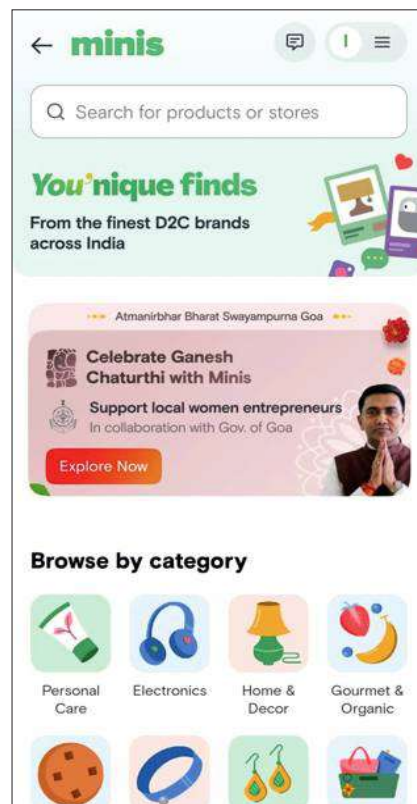 minis
I
Search for products or stores
You'nique finds
From the finest D2C brands
across India
Atmanirbhar Bharat Swayampurna Goa
Celebrate Ganesh
Chaturthi with Minis
Support local women entrepreneurs
In collaboration with Gov. of Goa
Explore Now
Browse by category
Personal Care
Electronics
Home & Decor
Gourmet & Organic